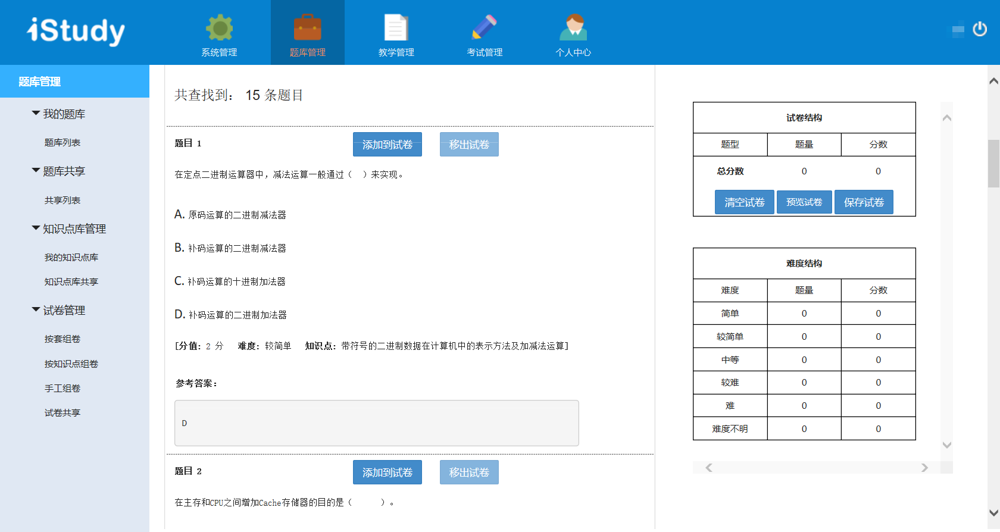 iStudy
系统管理
题库管理
教学管理
考试管理
个人中心
题库管理
我的题库
题库列表
题库共享
共享列表
知识点库管理
我的知识点库
知识点库共享
试卷管理
按套组卷
按知识点组卷
手工组卷
试卷共享
共查找到： 15 条题目
题目 1 添加到试卷 移出试卷
在定点二进制运算器中，减法运算一般通过（ ）来实现。
A. 原码运算的二进制减法器
B. 补码运算的二进制减法器
C. 补码运算的十进制加法器
D. 补码运算的二进制加法器
[分值：2 分 难度：较简单 知识点：带符号的二进制数据在计算机中的表示方法及加减法运算]
参考答案：
D
题目 2 添加到试卷 移出试卷
在主存和CPU之间增加Cache存储器的目的是（ ）。
试卷结构
题型 题量 分数
总分数 0 0
清空试卷 预览试卷 保存试卷
难度结构
难度 题量 分数
简单 0 0
较简单 0 0
中等 0 0
较难 0 0
难 0 0
难度不明 0 0